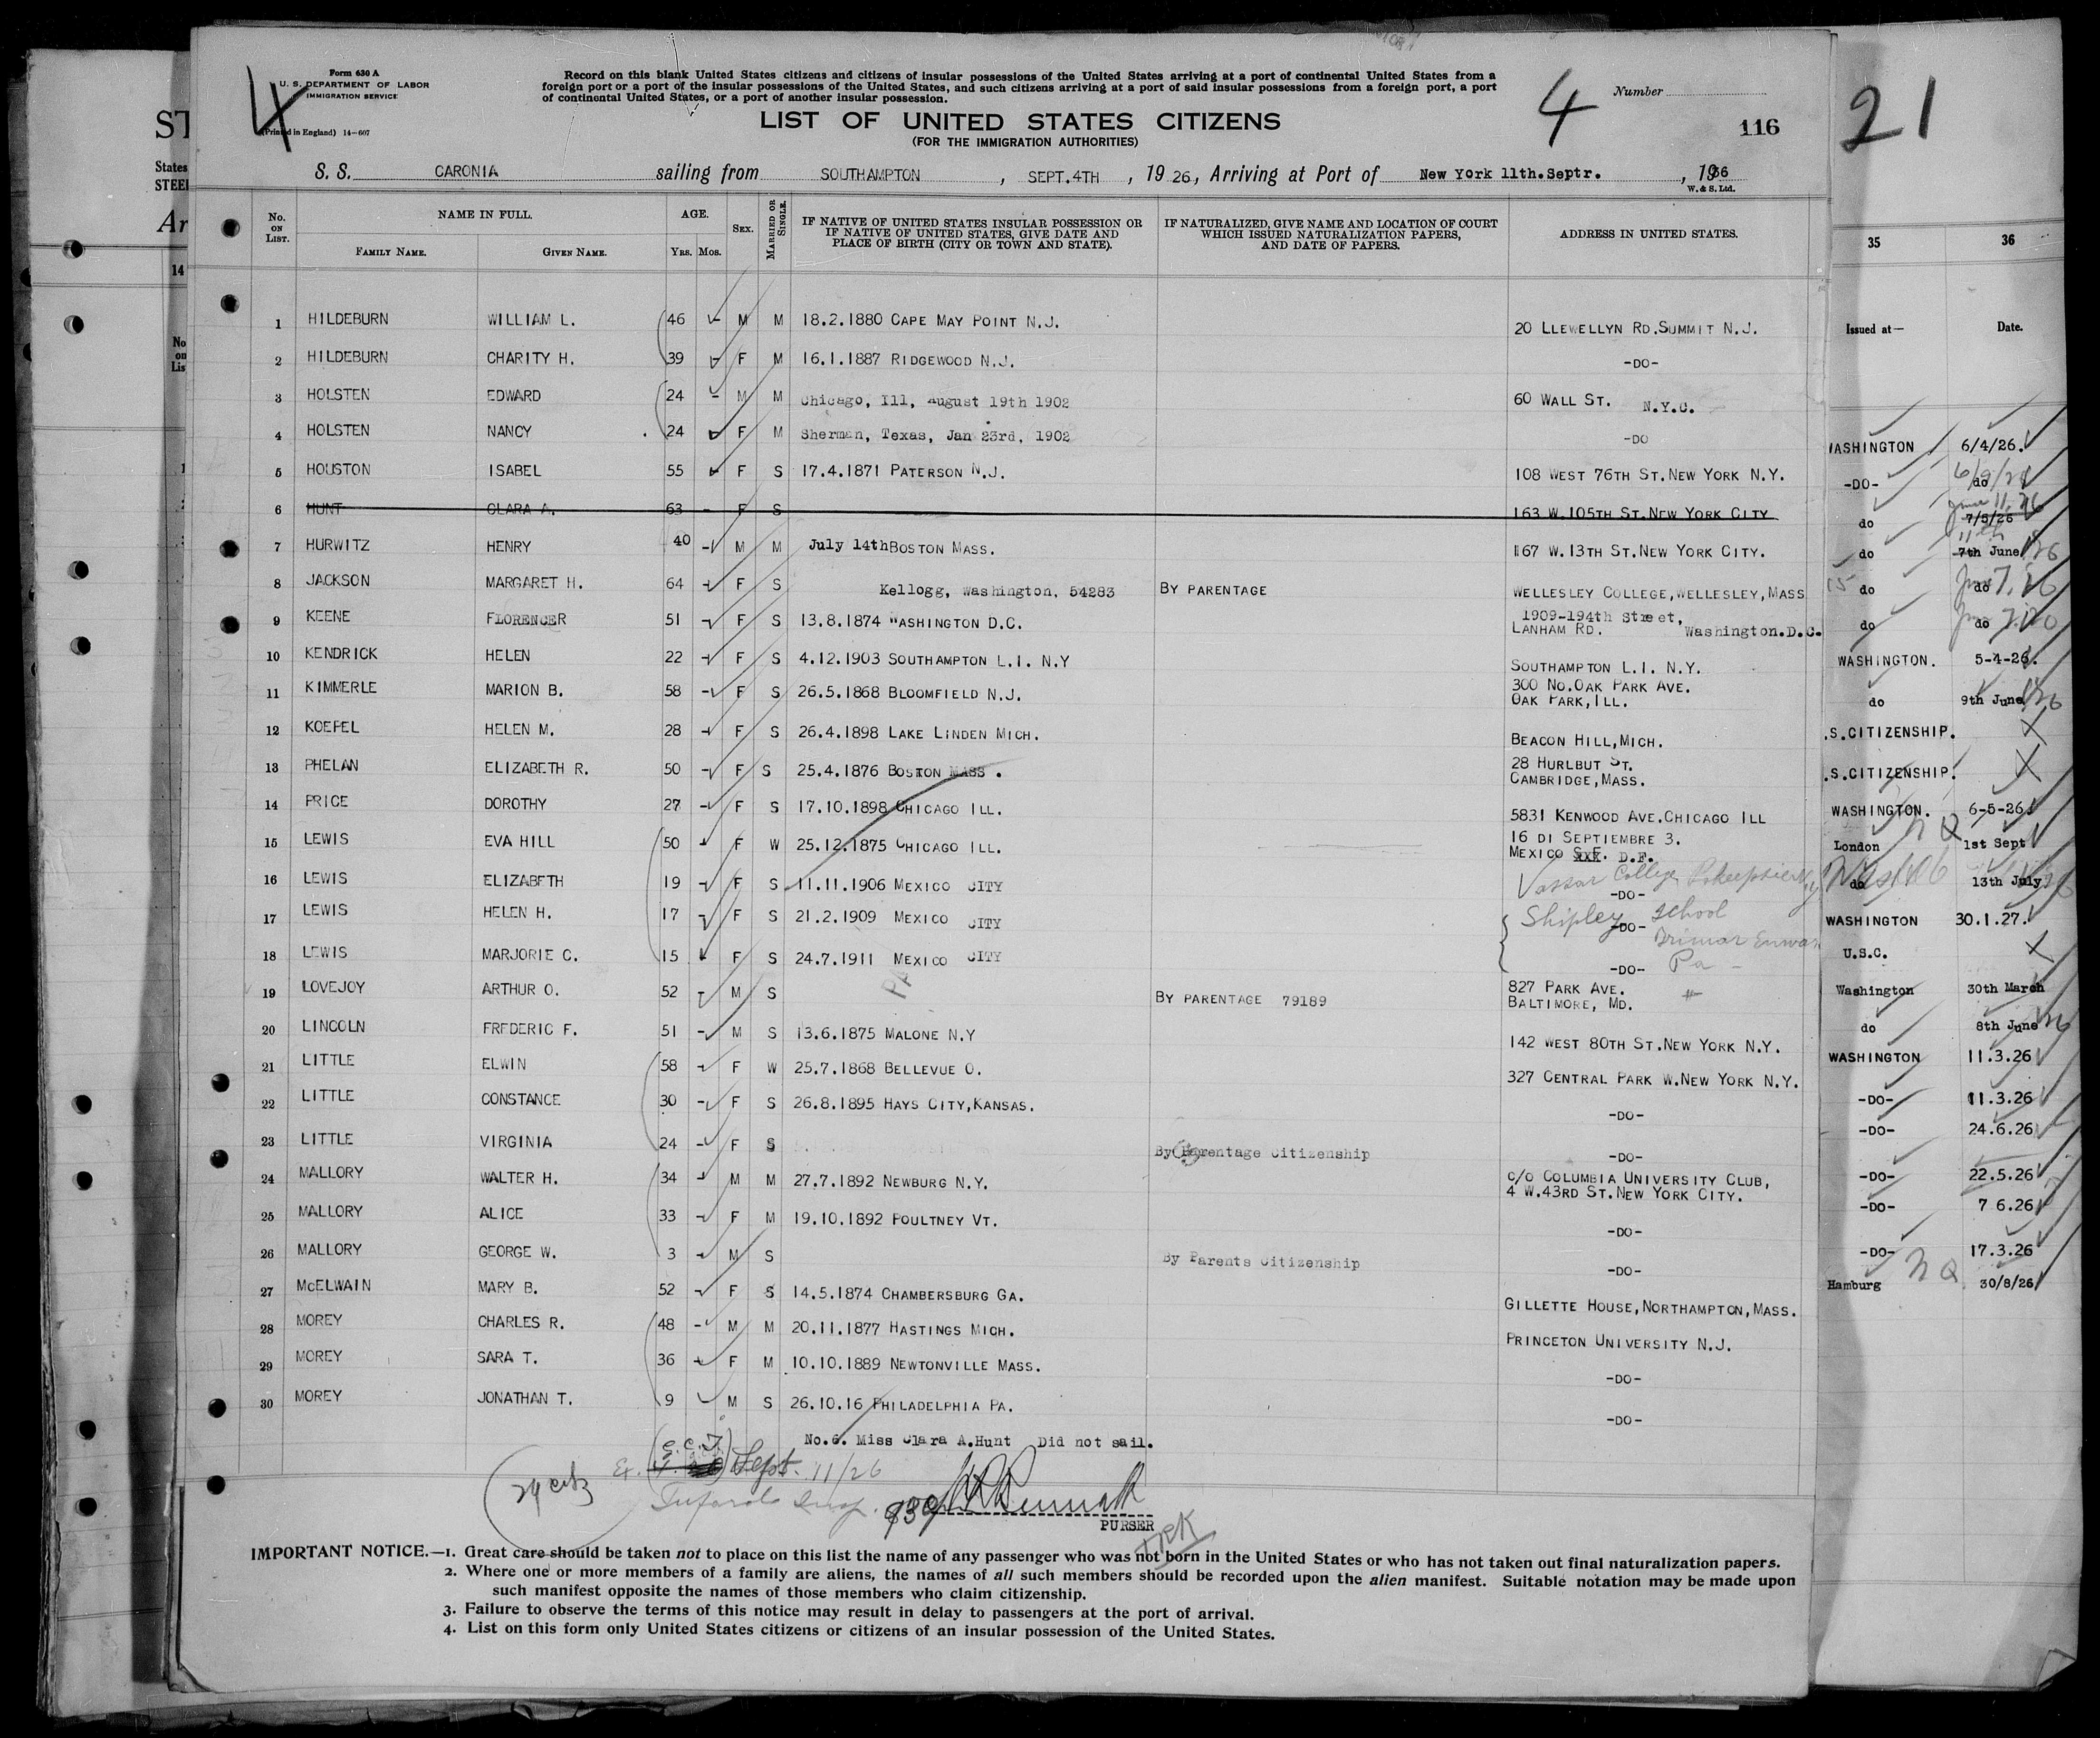 Form 630 A
U. S. DEPARTMENT OF LABOR
IMMIGRATION SERVICE
(Printed in England) 14-607
4
Record on this blank United States citizens and citizens of insular possessions of the United States arriving at a port of continental United States from a
foreign port or a port of the insular possessions of the United States, and such citizens arriving at a port of said insular possessions from a foreign port, a port
of continental United States, or a port of another insular possession.
4
Number
116
21
LIST OF UNITED STATES CITIZENS
(FOR THE IMMIGRATION AUTHORITIES)
S. S. CARONIA sailing from SOUTHAMPTON, SEPT.4TH, 1926, Arriving at Port of New York 11th.Septr., 19
W. & S. Ltd.
No. ON LIST. NAME IN FULL. AGE. SEX. MARRIED OR SINGLE. IF NATIVE OF UNITED STATES INSULAR POSSESSION OR IF NATIVE OF UNITED STATES, GIVE DATE AND PLACE OF BIRTH (CITY OR TOWN AND STATE). IF NATURALIZED, GIVE NAME AND LOCATION OF COURT WHICH ISSUED NATURALIZATION PAPERS, AND DATE OF PAPERS. ADDRESS IN UNITED STATES. 35 36
FAMILY NAME. GIVEN NAME. YRS. MOS.
Issued at— Date.
1 HILDEBURN WILLIAM L. 46 - M M 18.2.1880 CAPE MAY POINT N.J. 20 LLEWELLYN RD.SUMMIT N.J.
2 HILDEBURN CHARITY H. 39 - F M 16.1.1887 RIDGEWOOD N.J. -DO-
3 HOLSTEN EDWARD 24 - M M Chicago, Ill, August 19th 1902 60 WALL ST. N.Y.C.
4 HOLSTEN NANCY 24 - F M Sherman, Texas, Jan 23rd, 1902 -DO
5 HOUSTON ISABEL 55 - F S 17.4.1871 PATERSON N.J. 108 WEST 76TH ST.NEW YORK N.Y.
6 HUNT CLARA A. 63 - F S 163 W.105TH ST.NEW YORK CITY
7 HURWITZ HENRY 40 - M M July 14th BOSTON MASS. 167 W.13TH ST.NEW YORK CITY.
8 JACKSON MARGARET H. 64 - F S Kellogg, Washington, 54283 BY PARENTAGE WELLESLEY COLLEGE,WELLESLEY,MASS
9 KEENE FLORENCER 51 - F S 13.8.1874 WASHINGTON D.C. 1909-194th Street,
LANHAM RD. Washington.D.C.
10 KENDRICK HELEN 22 - F S 4.12.1903 SOUTHAMPTON L.I. N.Y SOUTHAMPTON L.I. N.Y.
11 KIMMERLE MARION B. 58 - F S 26.5.1868 BLOOMFIELD N.J. 300 NO.OAK PARK AVE.
OAK PARK,ILL.
12 KOEPEL HELEN M. 28 - F S 26.4.1898 LAKE LINDEN MICH. BEACON HILL,MICH.
13 PHELAN ELIZABETH R. 50 - F S 25.4.1876 BOSTON MASS. 28 HURLBUT ST.
CAMBRIDGE,MASS.
14 PRICE DOROTHY 27 - F S 17.10.1898 CHICAGO ILL. 5831 KENWOOD AVE.CHICAGO ILL
15 LEWIS EVA HILL 50 - F W 25.12.1875 CHICAGO ILL. 16 DI SEPTIEMBRE 3.
MEXICO D.F.
16 LEWIS ELIZABETH 19 - F S 11.11.1906 MEXICO CITY -DO- Vassar College Pokeepsie N.Y
17 LEWIS HELEN H. 17 - F S 21.2.1909 MEXICO CITY -DO- Shipley School
18 LEWIS MARJORIE C. 15 - F S 24.7.1911 MEXICO CITY -DO- Pa
19 LOVEJOY ARTHUR O. 52 - M S BY PARENTAGE 79189 827 PARK AVE.
BALTIMORE, MD.
20 LINCOLN FREDERIC F. 51 - M S 13.6.1875 MALONE N.Y 142 WEST 80TH ST.NEW YORK N.Y.
21 LITTLE ELWIN 58 - F W 25.7.1868 BELLEVUE O. 327 CENTRAL PARK W.NEW YORK N.Y.
22 LITTLE CONSTANCE 30 - F S 26.8.1895 HAYS CITY,KANSAS. -DO-
23 LITTLE VIRGINIA 24 - F S By Parentage Citizenship -DO-
24 MALLORY WALTER H. 34 - M M 27.7.1892 NEWBURG N.Y. c/o COLUMBIA UNIVERSITY CLUB,
4 W.43RD ST.NEW YORK CITY.
25 MALLORY ALICE 33 - F M 19.10.1892 POULTNEY VT. -DO-
26 MALLORY GEORGE W. 3 - M S By Parents Citizenship -DO-
27 McELWAIN MARY B. 52 - F S 14.5.1874 CHAMBERSBURG GA. GILLETTE HOUSE,NORTHAMPTON,MASS.
28 MOREY CHARLES R. 48 - M M 20.11.1877 HASTINGS MICH. PRINCETON UNIVERSITY N.J.
29 MOREY SARA T. 36 - F M 10.10.1889 NEWTONVILLE MASS. -DO-
30 MOREY JONATHAN T. 9 - M S 26.10.16 PHILADELPHIA PA. -DO-
No.6. Miss Clara A.Hunt Did not sail.
Sept. 11/26
PURSER
WASHINGTON 6/4/26.
-DO- do
do 7/5/26
do 7th June
do do
do do
WASHINGTON. 5-4-26.
do 9th June
.S.CITIZENSHIP. X
.S.CITIZENSHIP. X
WASHINGTON. 6-5-26.
London 1st Sept
do 13th July
WASHINGTON 30.1.27.
U.S.C. X
Washington 30th March
do 8th June
WASHINGTON 11.3.26
-DO- 11.3.26
-DO- 24.6.26
-DO- 22.5.26
-DO- 7 6.26
-DO- 17.3.26
Hamburg 30/8/26
IMPORTANT NOTICE.—1. Great care should be taken not to place on this list the name of any passenger who was not born in the United States or who has not taken out final naturalization papers.
2. Where one or more members of a family are aliens, the names of all such members should be recorded upon the alien manifest. Suitable notation may be made upon
such manifest opposite the names of those members who claim citizenship.
3. Failure to observe the terms of this notice may result in delay to passengers at the port of arrival.
4. List on this form only United States citizens or citizens of an insular possession of the United States.